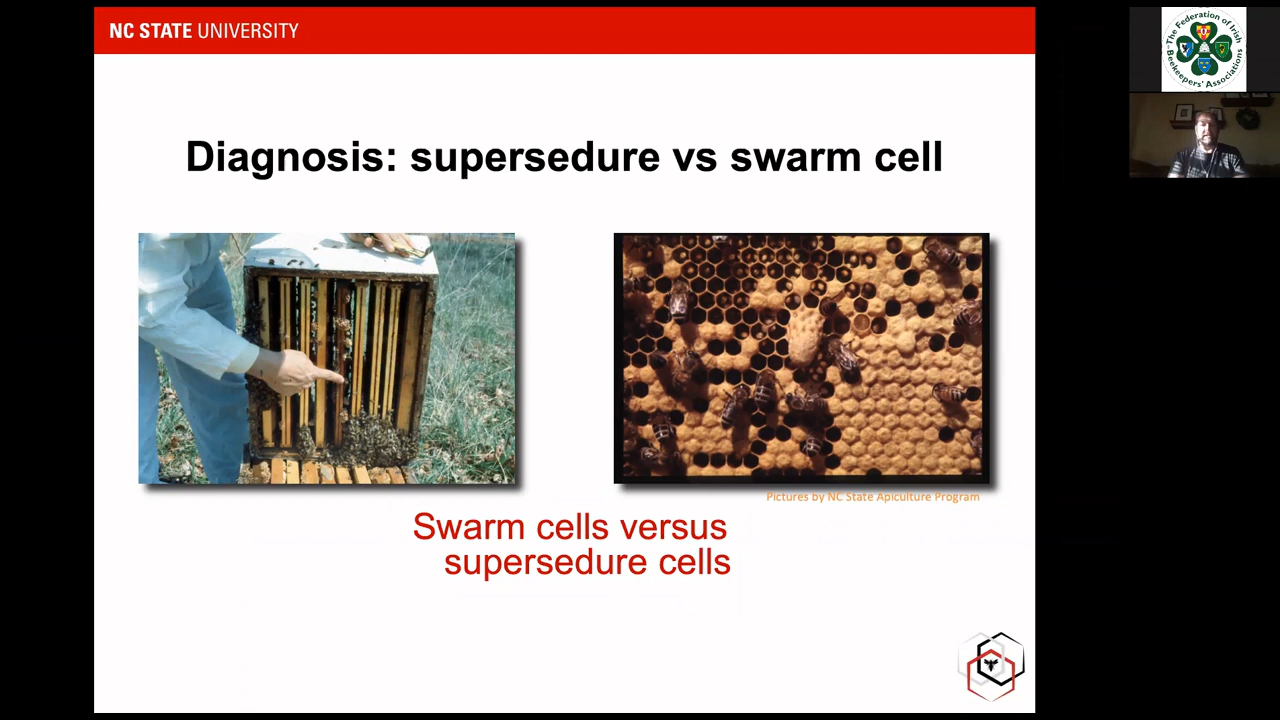 NC STATE UNIVERSITY
Diagnosis: supersedure vs swarm cell
Pictures by NC State Apiculture Program
Swarm cells versus
supersedure cells
The Federation of Irish
Beekeepers' Associations